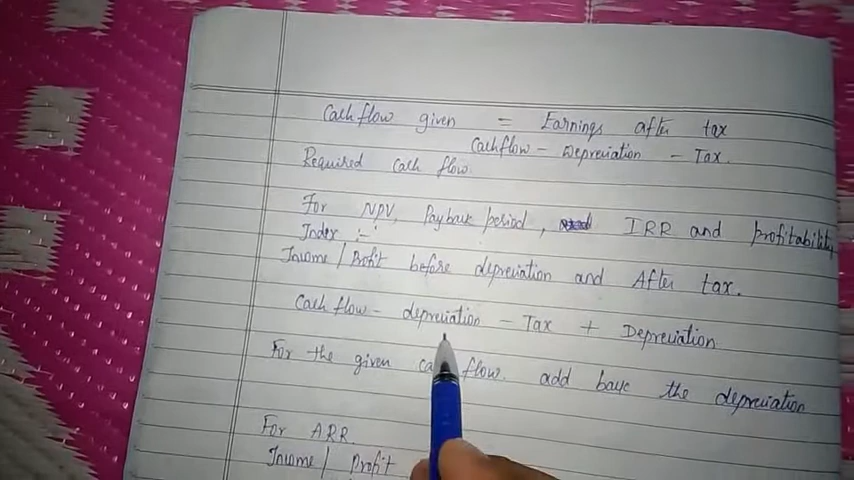 Cash flow given = Earnings after tax
Cashflow - Depreciation - Tax.
Required cash flow
For NPV, Payback period, IRR and profitability
Index :-
Income / Profit before depreciation and After tax.
Cash flow - depreciation - Tax + Depreciation
For the given cash flow. add back the depreciation
For ARR.
Income / Profit